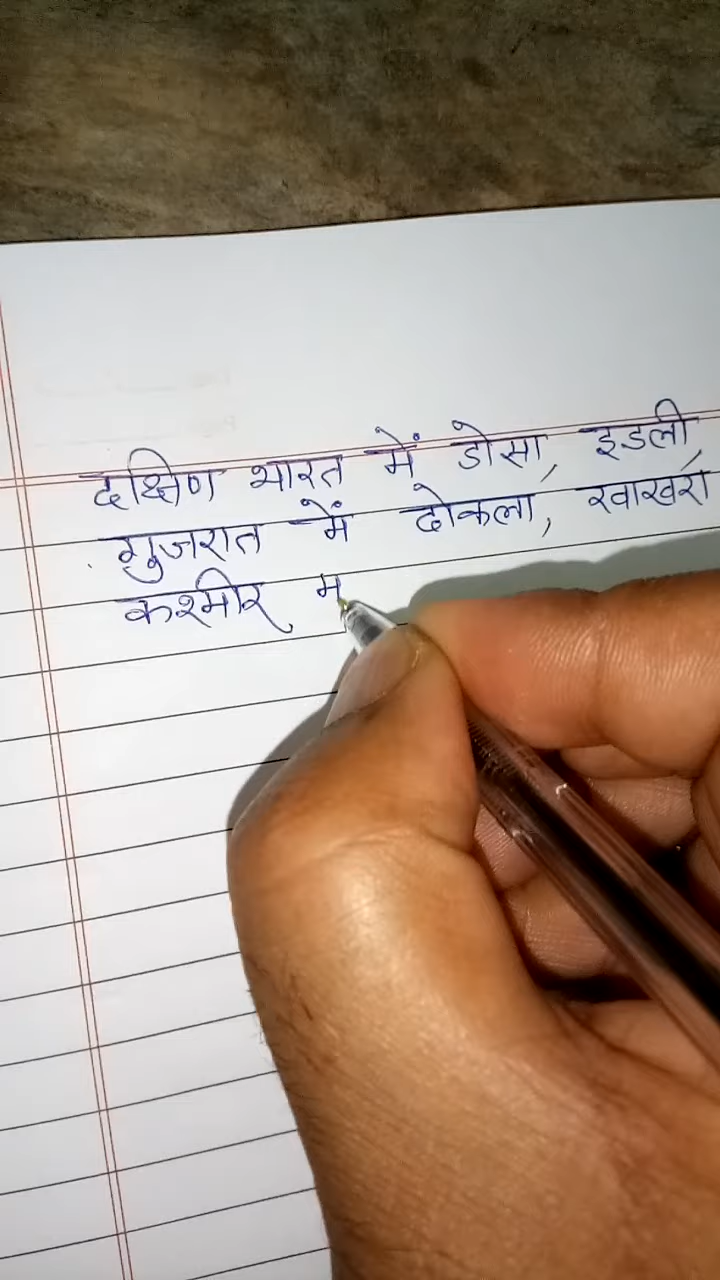 दक्षिण भारत में डोसा, इडली,
गुजरात में ढोकला, खाखरा
कश्मीर म